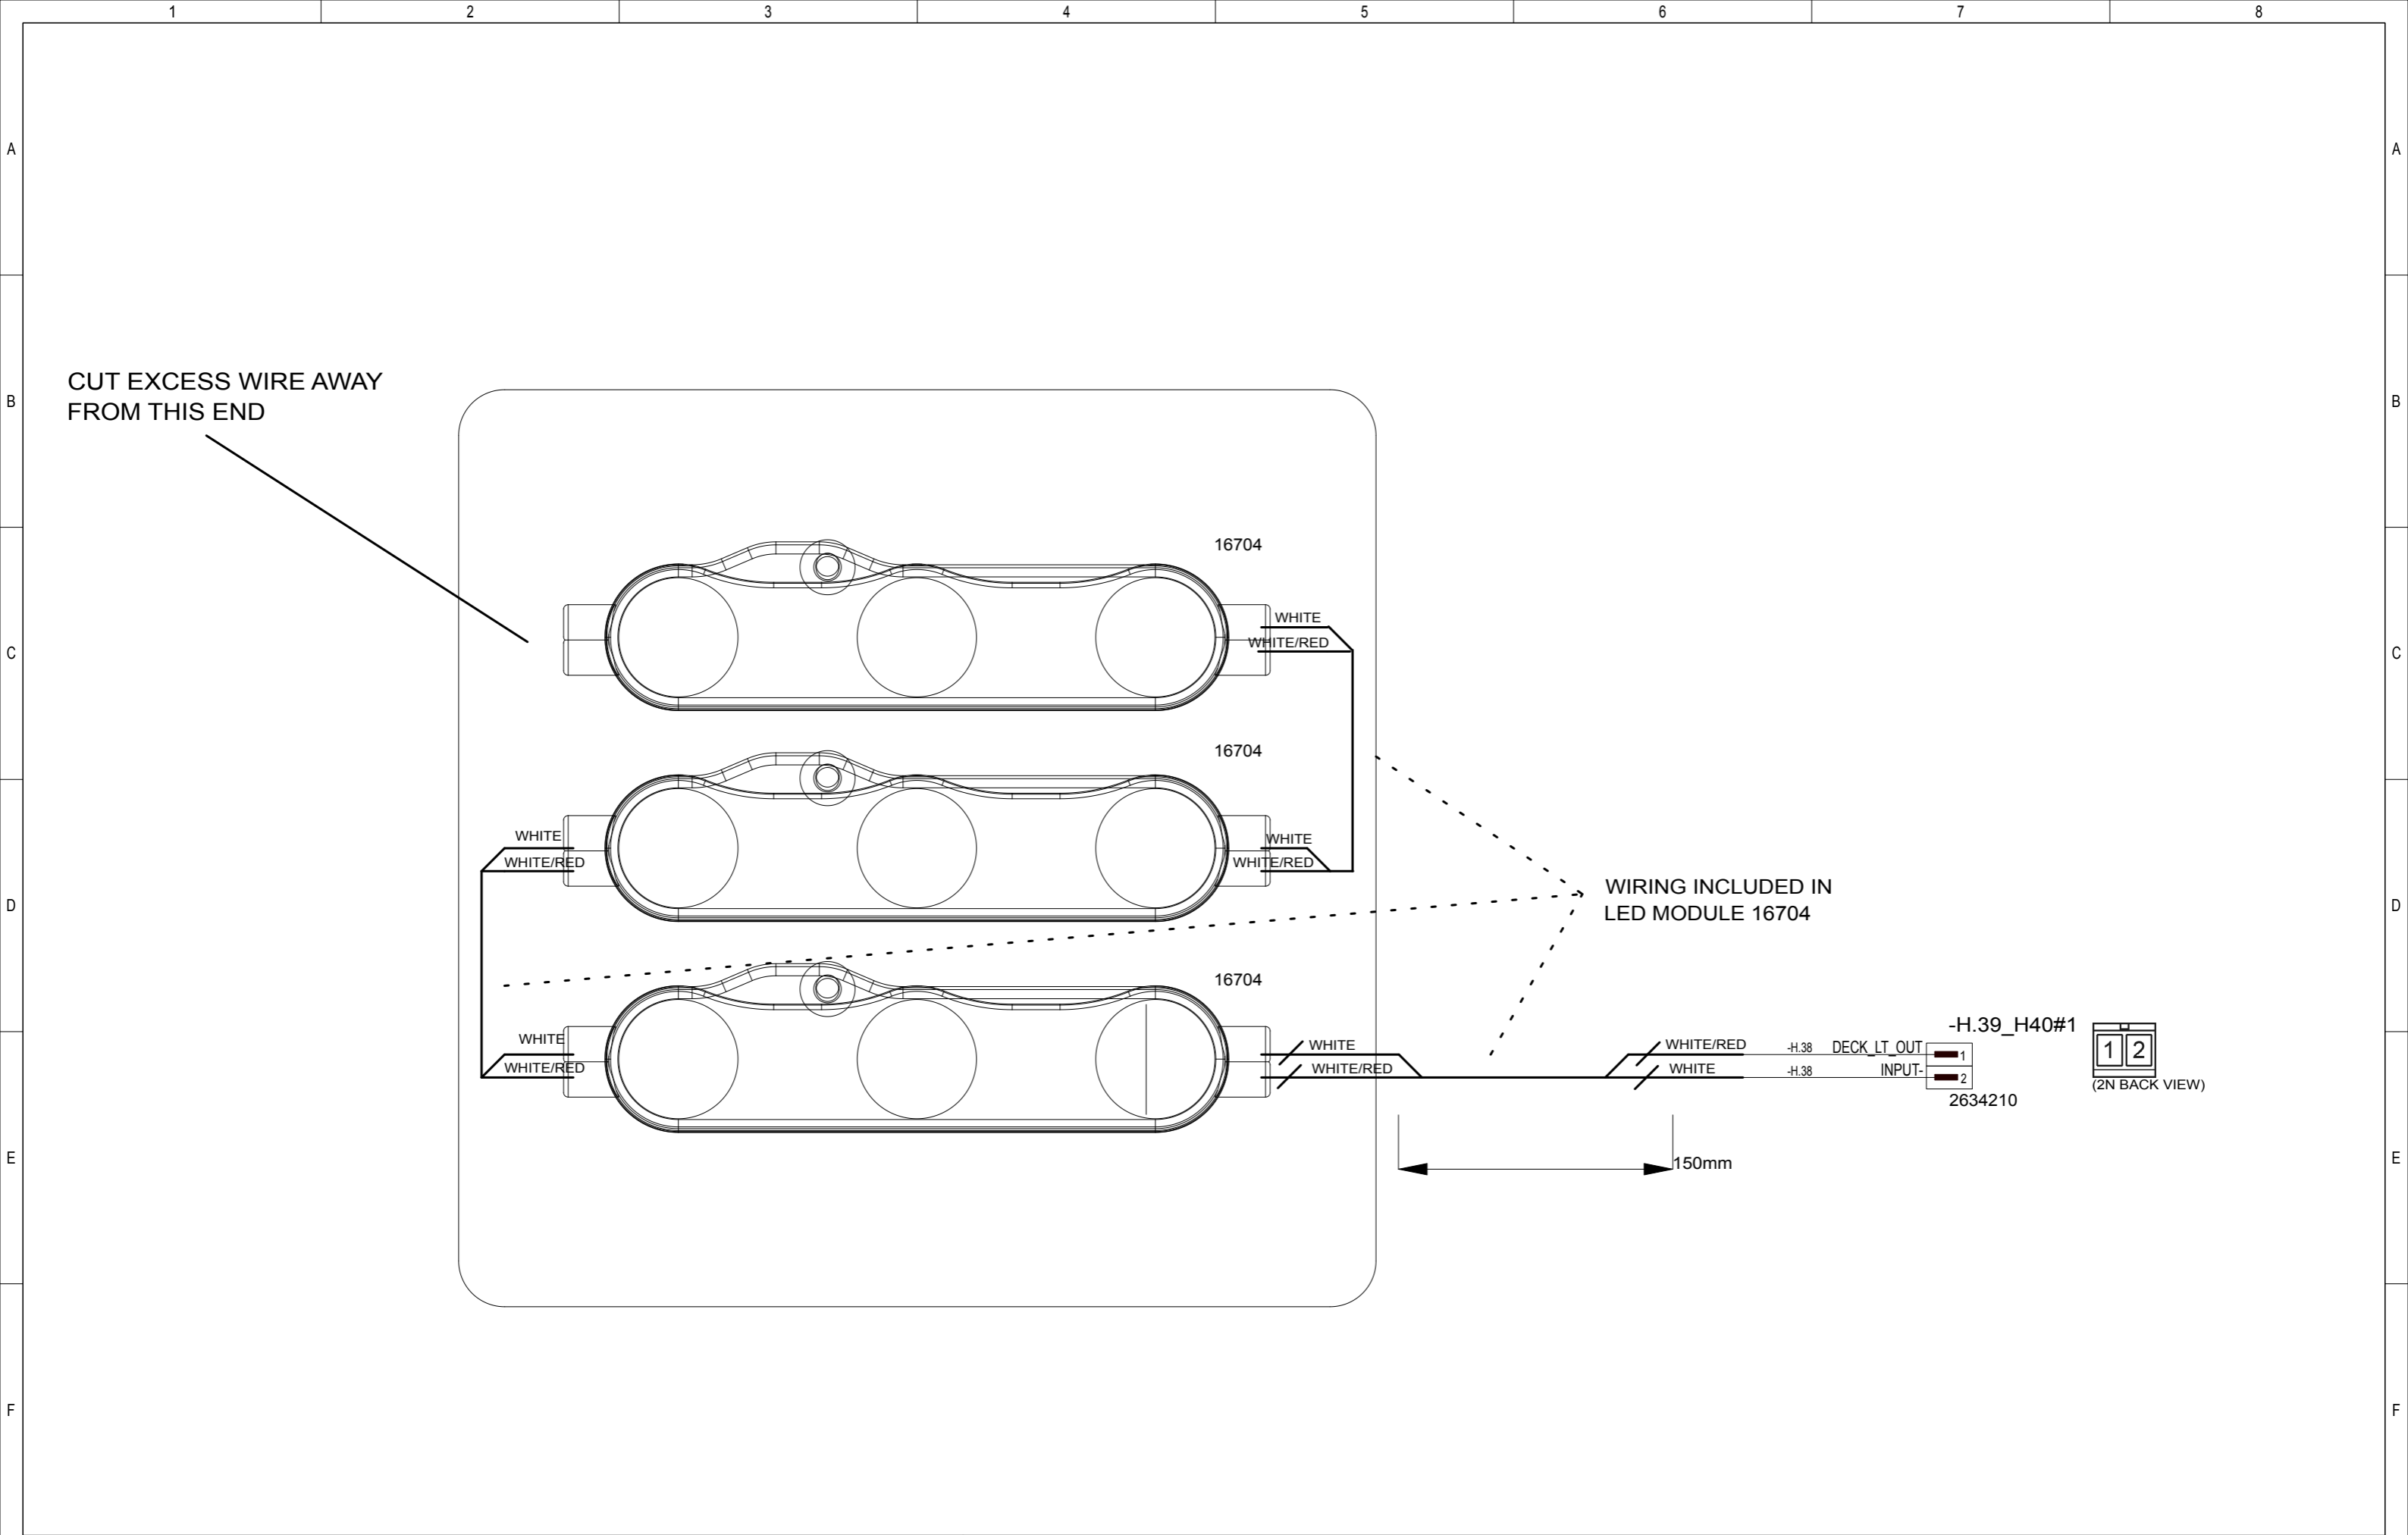 1 2 3 4 5 6 7 8
A A
CUT EXCESS WIRE AWAY
FROM THIS END
B B
16704
WHITE
WHITE/RED
C C
16704
WHITE WHITE
WHITE/RED WHITE/RED
WIRING INCLUDED IN
LED MODULE 16704
D D
16704
-H.39_H40#1
WHITE WHITE WHITE/RED -H.38 DECK_LT_OUT 1 1 2
WHITE/RED WHITE/RED WHITE -H.38 INPUT- 2
(2N BACK VIEW)
2634210
150mm
E E
F F